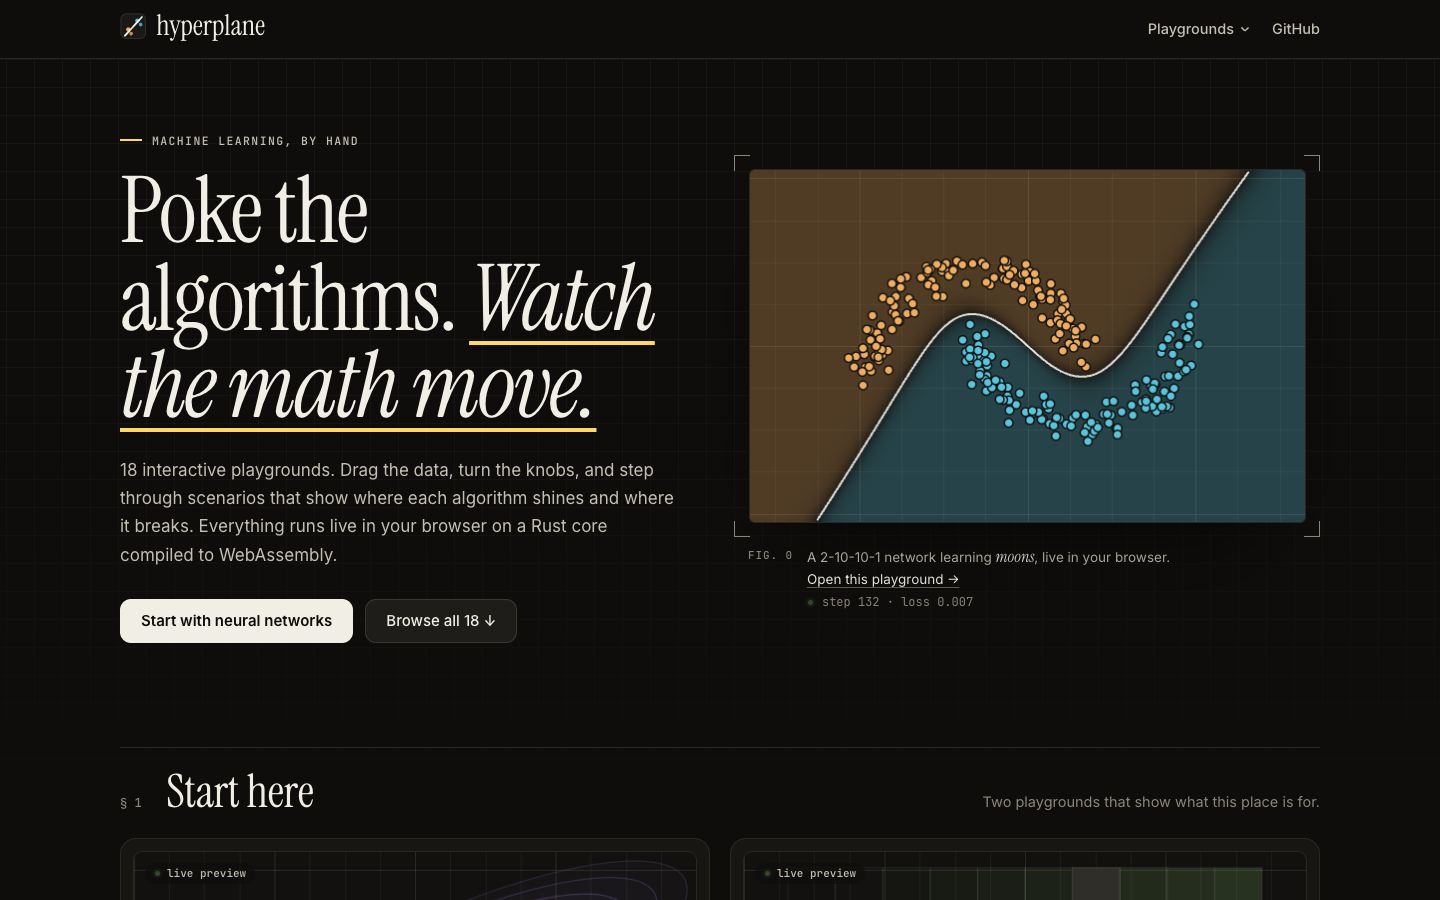 hyperplane
Playgrounds
GitHub
MACHINE LEARNING, BY HAND
Poke the
algorithms. Watch
the math move.
18 interactive playgrounds. Drag the data, turn the knobs, and step
through scenarios that show where each algorithm shines and where
it breaks. Everything runs live in your browser on a Rust core
compiled to WebAssembly.
Start with neural networks
Browse all 18 ↓
FIG. 0
A 2-10-10-1 network learning moons, live in your browser.
Open this playground →
step 132 · loss 0.007
§ 1
Start here
Two playgrounds that show what this place is for.
live preview
live preview